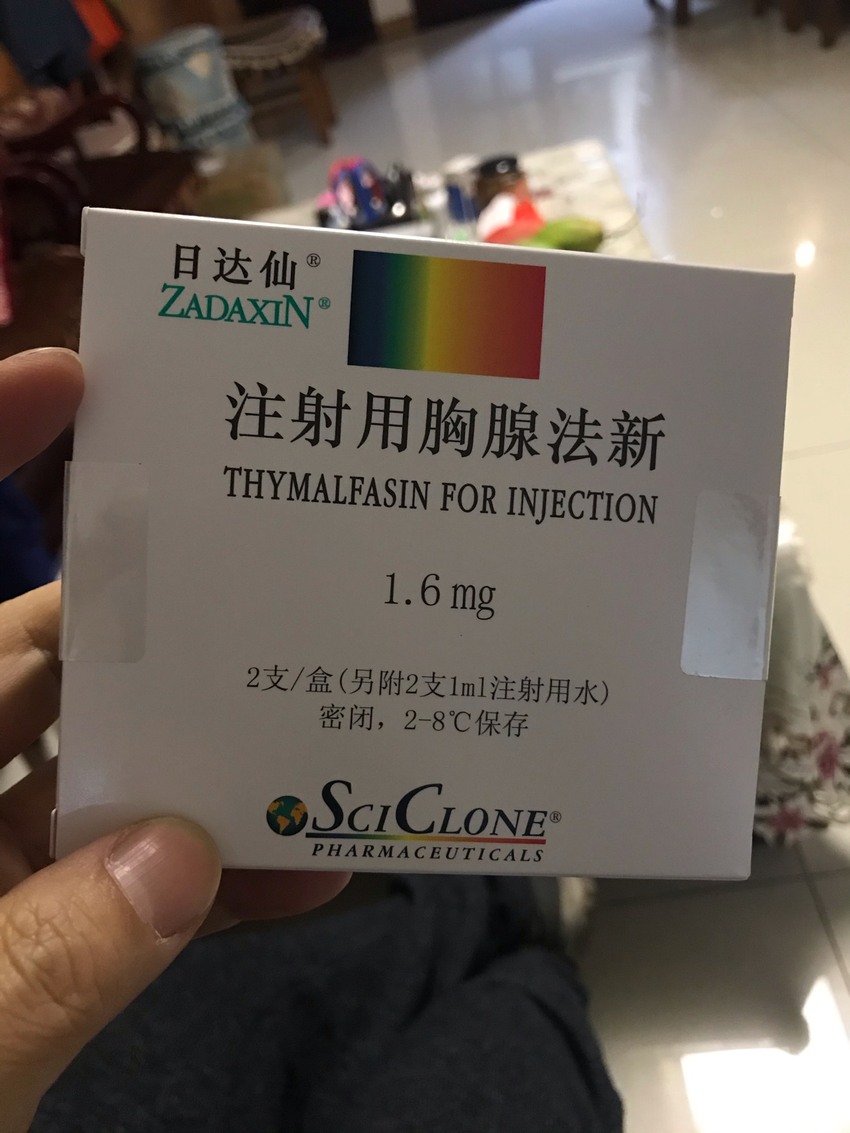 日达仙®
ZADAXIN®
注射用胸腺法新
THYMALFASIN FOR INJECTION
1.6 mg
2支/盒(另附2支1ml注射用水)
密闭，2-8℃保存
SCICLONE®
PHARMACEUTICALS